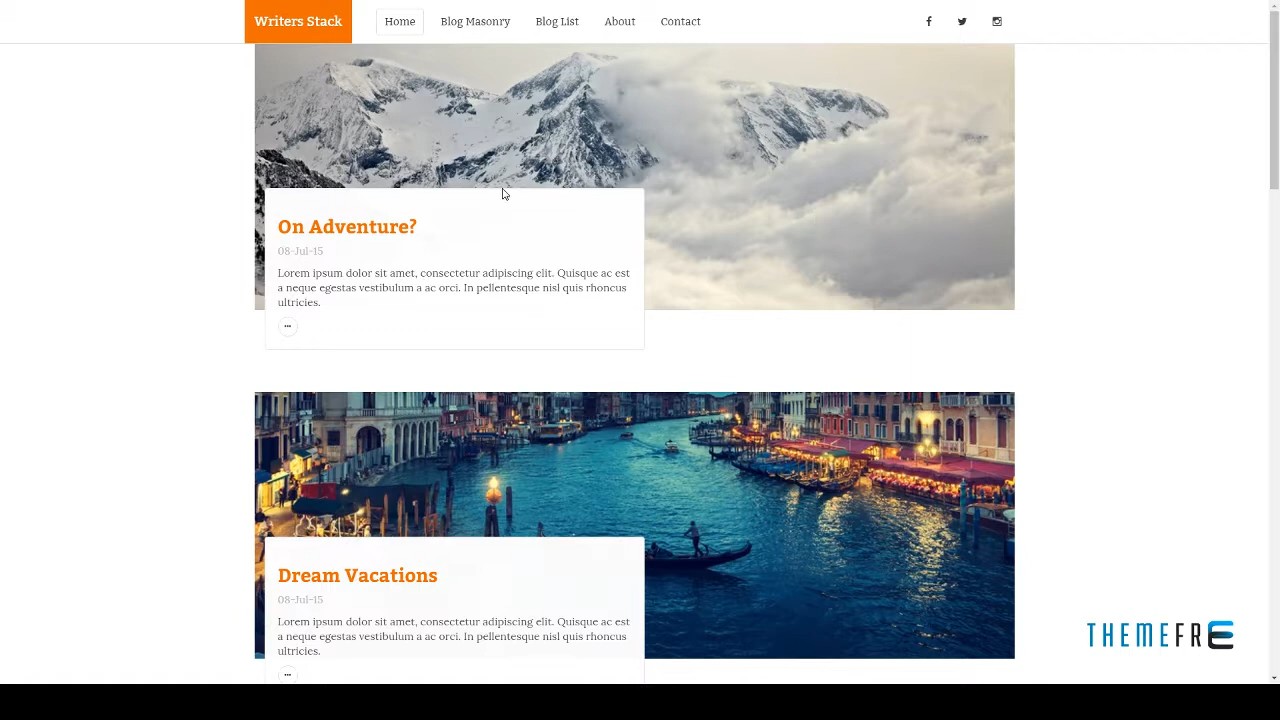 Writers Stack
Home
Blog Masonry
Blog List
About
Contact
On Adventure?
08-Jul-15
Lorem ipsum dolor sit amet, consectetur adipiscing elit. Quisque ac est
a neque egestas vestibulum a ac orci. In pellentesque nisl quis rhoncus
ultricies.
Dream Vacations
08-Jul-15
Lorem ipsum dolor sit amet, consectetur adipiscing elit. Quisque ac est
a neque egestas vestibulum a ac orci. In pellentesque nisl quis rhoncus
ultricies.
THEMEFRE